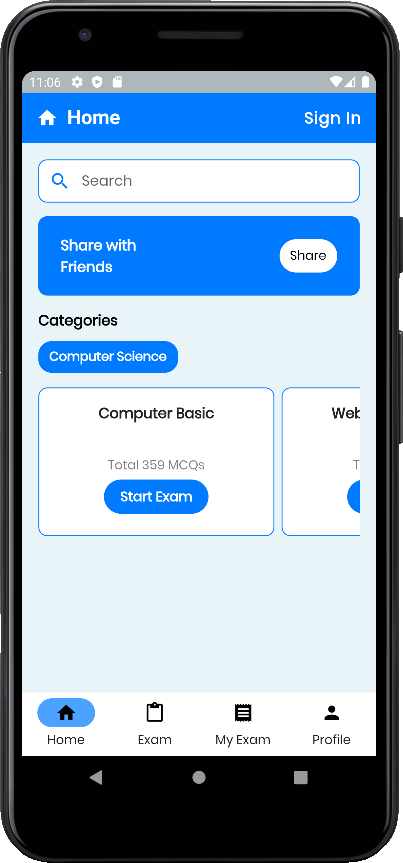 11:06
Home
Sign In
Search
Share with
Friends
Share
Categories
Computer Science
Computer Basic
Web
Total 359 MCQs
T
Start Exam
Home
Exam
My Exam
Profile